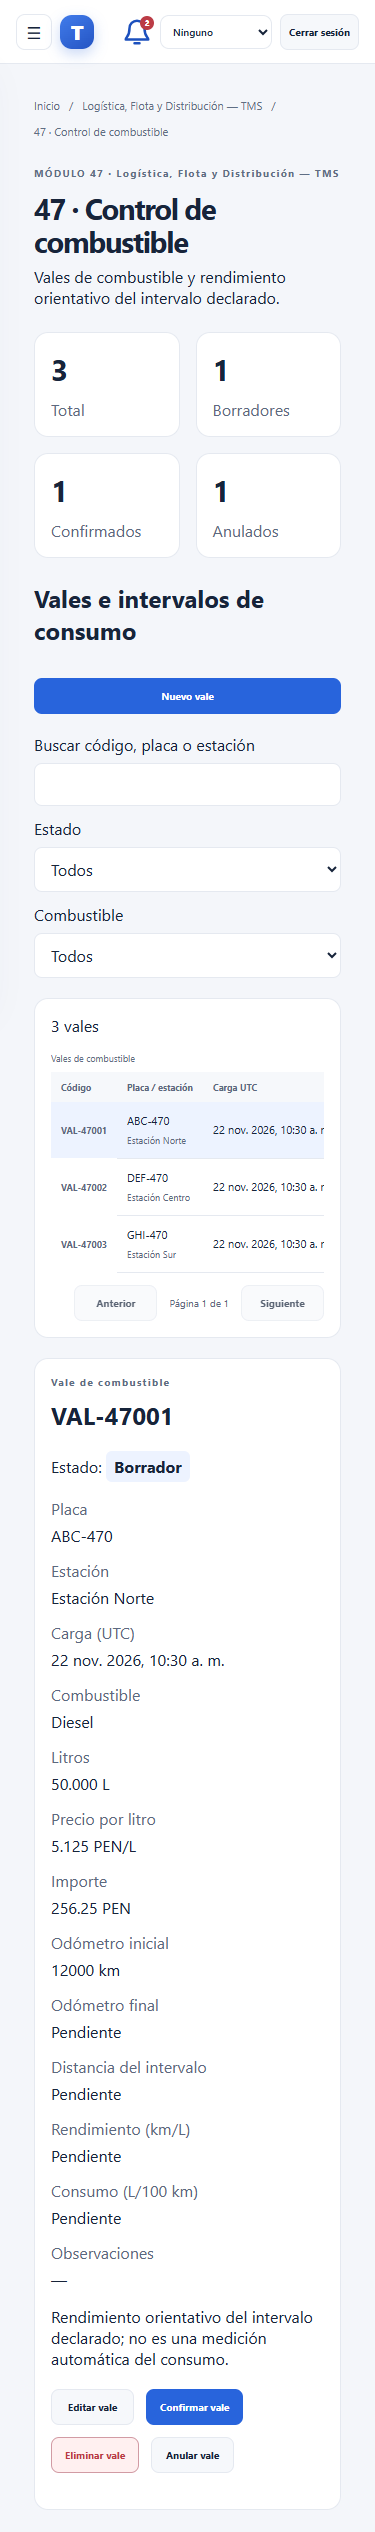 ☰ T 2 Ninguno Cerrar sesión
Inicio / Logística, Flota y Distribución — TMS /
47 · Control de combustible
MÓDULO 47 · Logística, Flota y Distribución — TMS
47 · Control de
combustible
Vales de combustible y rendimiento
orientativo del intervalo declarado.
3 1
Total Borradores
1 1
Confirmados Anulados
Vales e intervalos de
consumo
Nuevo vale
Buscar código, placa o estación
Estado
Todos
Combustible
Todos
3 vales
Vales de combustible
Código Placa / estación Carga UTC
VAL-47001 ABC-470 22 nov. 2026, 10:30 a. r
Estación Norte
VAL-47002 DEF-470 22 nov. 2026, 10:30 a. r
Estación Centro
VAL-47003 GHI-470 22 nov. 2026, 10:30 a. r
Estación Sur
Anterior Página 1 de 1 Siguiente
Vale de combustible
VAL-47001
Estado: Borrador
Placa
ABC-470
Estación
Estación Norte
Carga (UTC)
22 nov. 2026, 10:30 a. m.
Combustible
Diesel
Litros
50.000 L
Precio por litro
5.125 PEN/L
Importe
256.25 PEN
Odómetro inicial
12000 km
Odómetro final
Pendiente
Distancia del intervalo
Pendiente
Rendimiento (km/L)
Pendiente
Consumo (L/100 km)
Pendiente
Observaciones
—
Rendimiento orientativo del intervalo
declarado; no es una medición
automática del consumo.
Editar vale Confirmar vale
Eliminar vale Anular vale